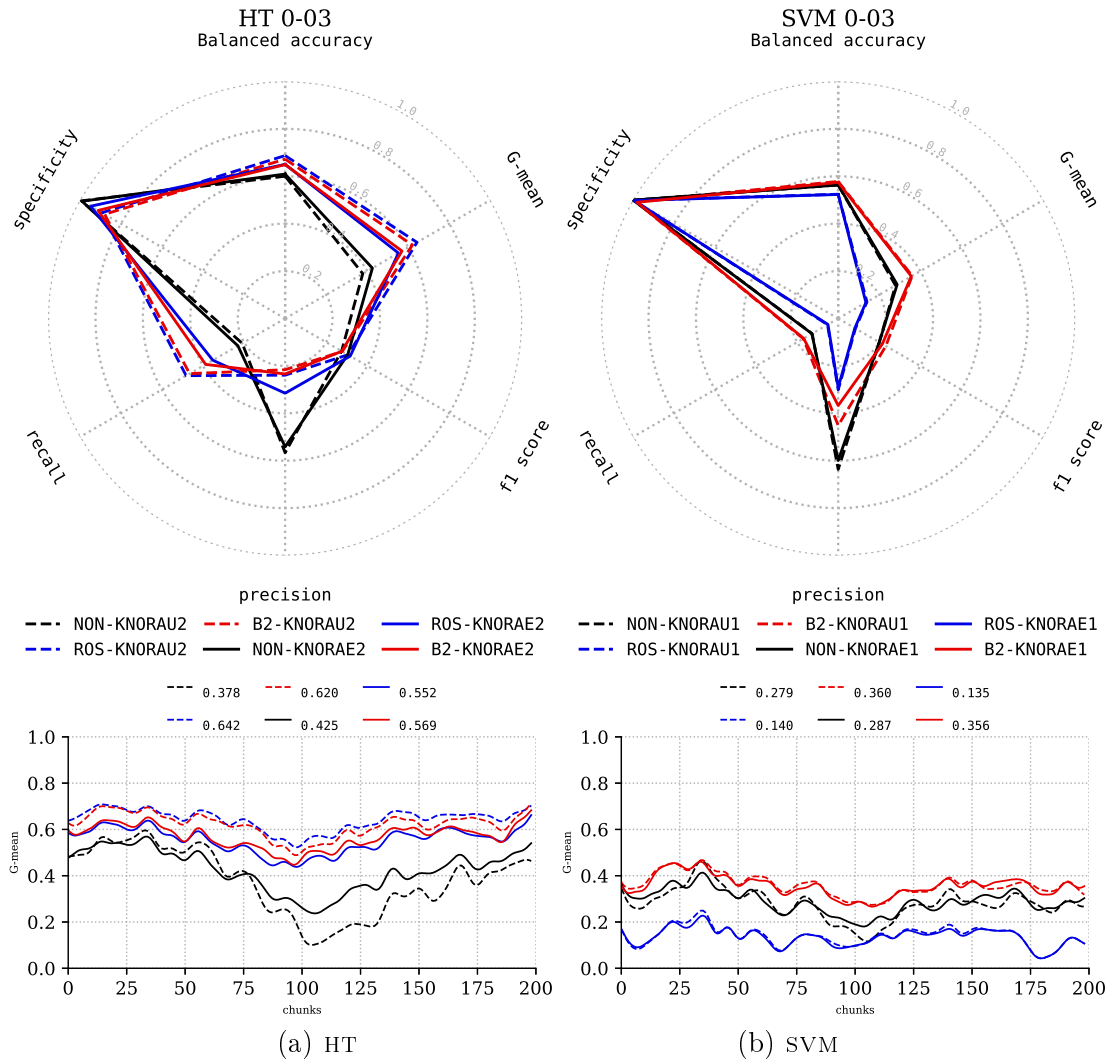 HT 0-03
Balanced accuracy
1.0
0.8
0.6
0.4
0.2
G-mean
specificity
recall
f1 score
precision
NON-KNORAU2 B2-KNORAU2 ROS-KNORAE2
ROS-KNORAU2 NON-KNORAE2 B2-KNORAE2
0.378 0.620 0.552
0.642 0.425 0.569
1.0
0.8
0.6
0.4
0.2
0.0
G-mean
0 25 50 75 100 125 150 175 200
chunks
(a) HT
SVM 0-03
Balanced accuracy
1.0
0.8
0.6
0.4
0.2
G-mean
specificity
recall
f1 score
precision
NON-KNORAU1 B2-KNORAU1 ROS-KNORAE1
ROS-KNORAU1 NON-KNORAE1 B2-KNORAE1
0.279 0.360 0.135
0.140 0.287 0.356
1.0
0.8
0.6
0.4
0.2
0.0
G-mean
0 25 50 75 100 125 150 175 200
chunks
(b) SVM